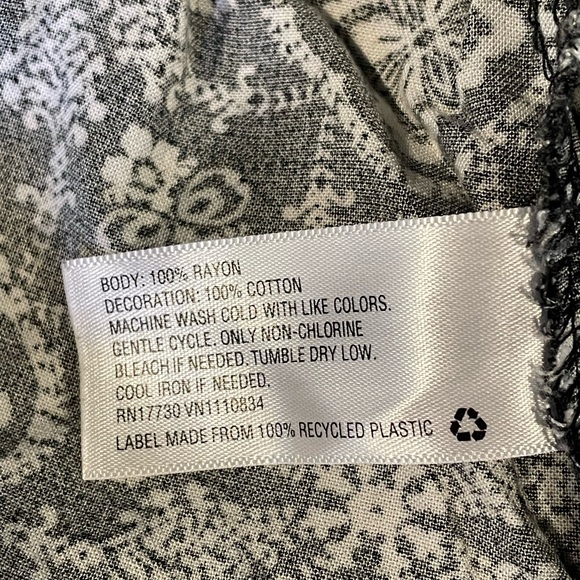 BODY: 100% RAYON
DECORATION: 100% COTTON
MACHINE WASH COLD WITH LIKE COLORS.
GENTLE CYCLE. ONLY NON-CHLORINE
BLEACH IF NEEDED. TUMBLE DRY LOW.
COOL IRON IF NEEDED.
RN17730 VN1110834
LABEL MADE FROM 100% RECYCLED PLASTIC